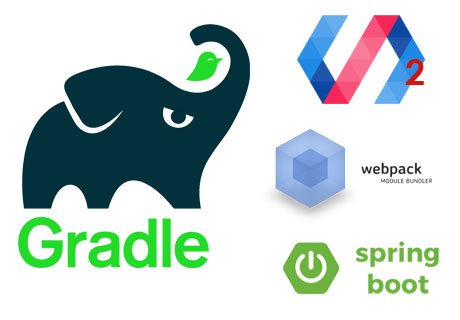 Gradle
2
webpack
MODULE BUNDLER
spring
boot